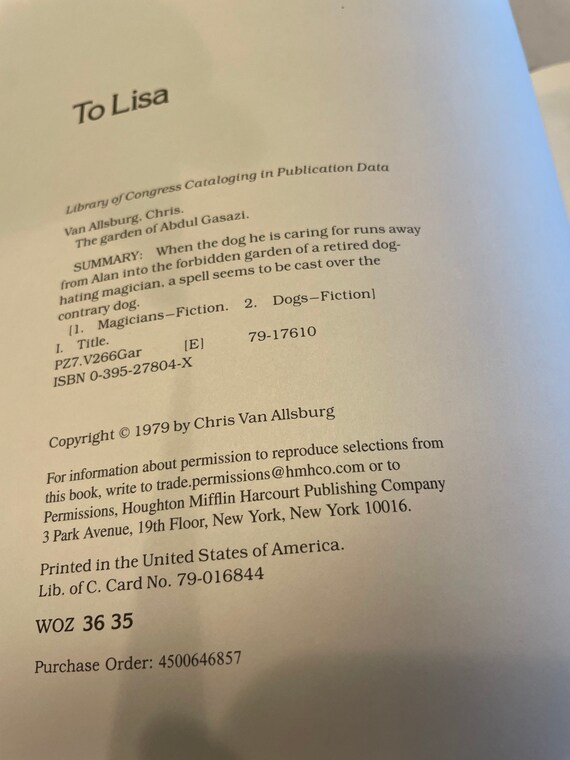 To Lisa
Library of Congress Cataloging in Publication Data
Van Allsburg, Chris.
The garden of Abdul Gasazi.
SUMMARY: When the dog he is caring for runs away
from Alan into the forbidden garden of a retired dog-
hating magician, a spell seems to be cast over the
contrary dog.
[1. Magicians—Fiction. 2. Dogs—Fiction]
I. Title.
PZ7.V266Gar [E] 79-17610
ISBN 0-395-27804-X
Copyright © 1979 by Chris Van Allsburg
For information about permission to reproduce selections from
this book, write to trade.permissions@hmhco.com or to
Permissions, Houghton Mifflin Harcourt Publishing Company
3 Park Avenue, 19th Floor, New York, New York 10016.
Printed in the United States of America.
Lib. of C. Card No. 79-016844
WOZ 36 35
Purchase Order: 4500646857